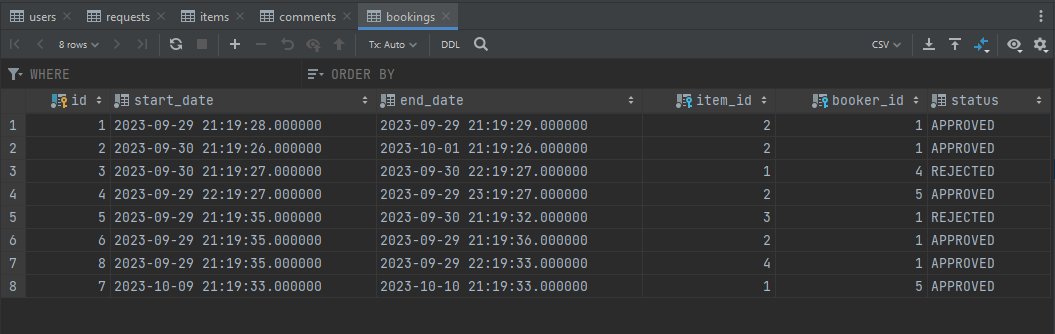 users requests items comments bookings
8 rows Tx: Auto DDL CSV
WHERE ORDER BY
id start_date end_date item_id booker_id status
1 1 2023-09-29 21:19:28.000000 2023-09-29 21:19:29.000000 2 1 APPROVED
2 2 2023-09-30 21:19:26.000000 2023-10-01 21:19:26.000000 2 1 APPROVED
3 3 2023-09-30 21:19:27.000000 2023-09-30 22:19:27.000000 1 4 REJECTED
4 4 2023-09-29 22:19:27.000000 2023-09-29 23:19:27.000000 2 5 APPROVED
5 5 2023-09-29 21:19:35.000000 2023-09-30 21:19:32.000000 3 1 REJECTED
6 6 2023-09-29 21:19:35.000000 2023-09-29 21:19:36.000000 2 1 APPROVED
7 8 2023-09-29 21:19:35.000000 2023-09-29 22:19:33.000000 4 1 APPROVED
8 7 2023-10-09 21:19:33.000000 2023-10-10 21:19:33.000000 1 5 APPROVED